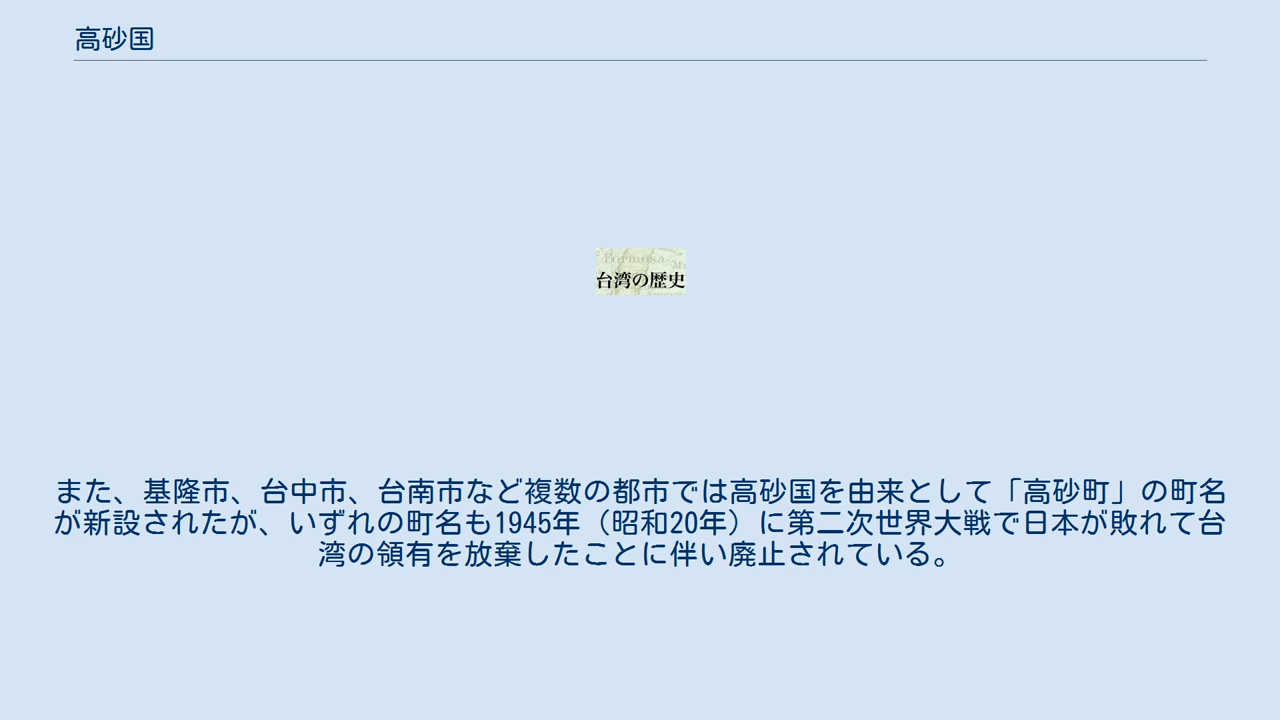 高砂国
Formosa
台湾の歴史
また、基隆市、台中市、台南市など複数の都市では高砂国を由来として「高砂町」の町名
が新設されたが、いずれの町名も1945年（昭和20年）に第二次世界大戦で日本が敗れて台
湾の領有を放棄したことに伴い廃止されている。